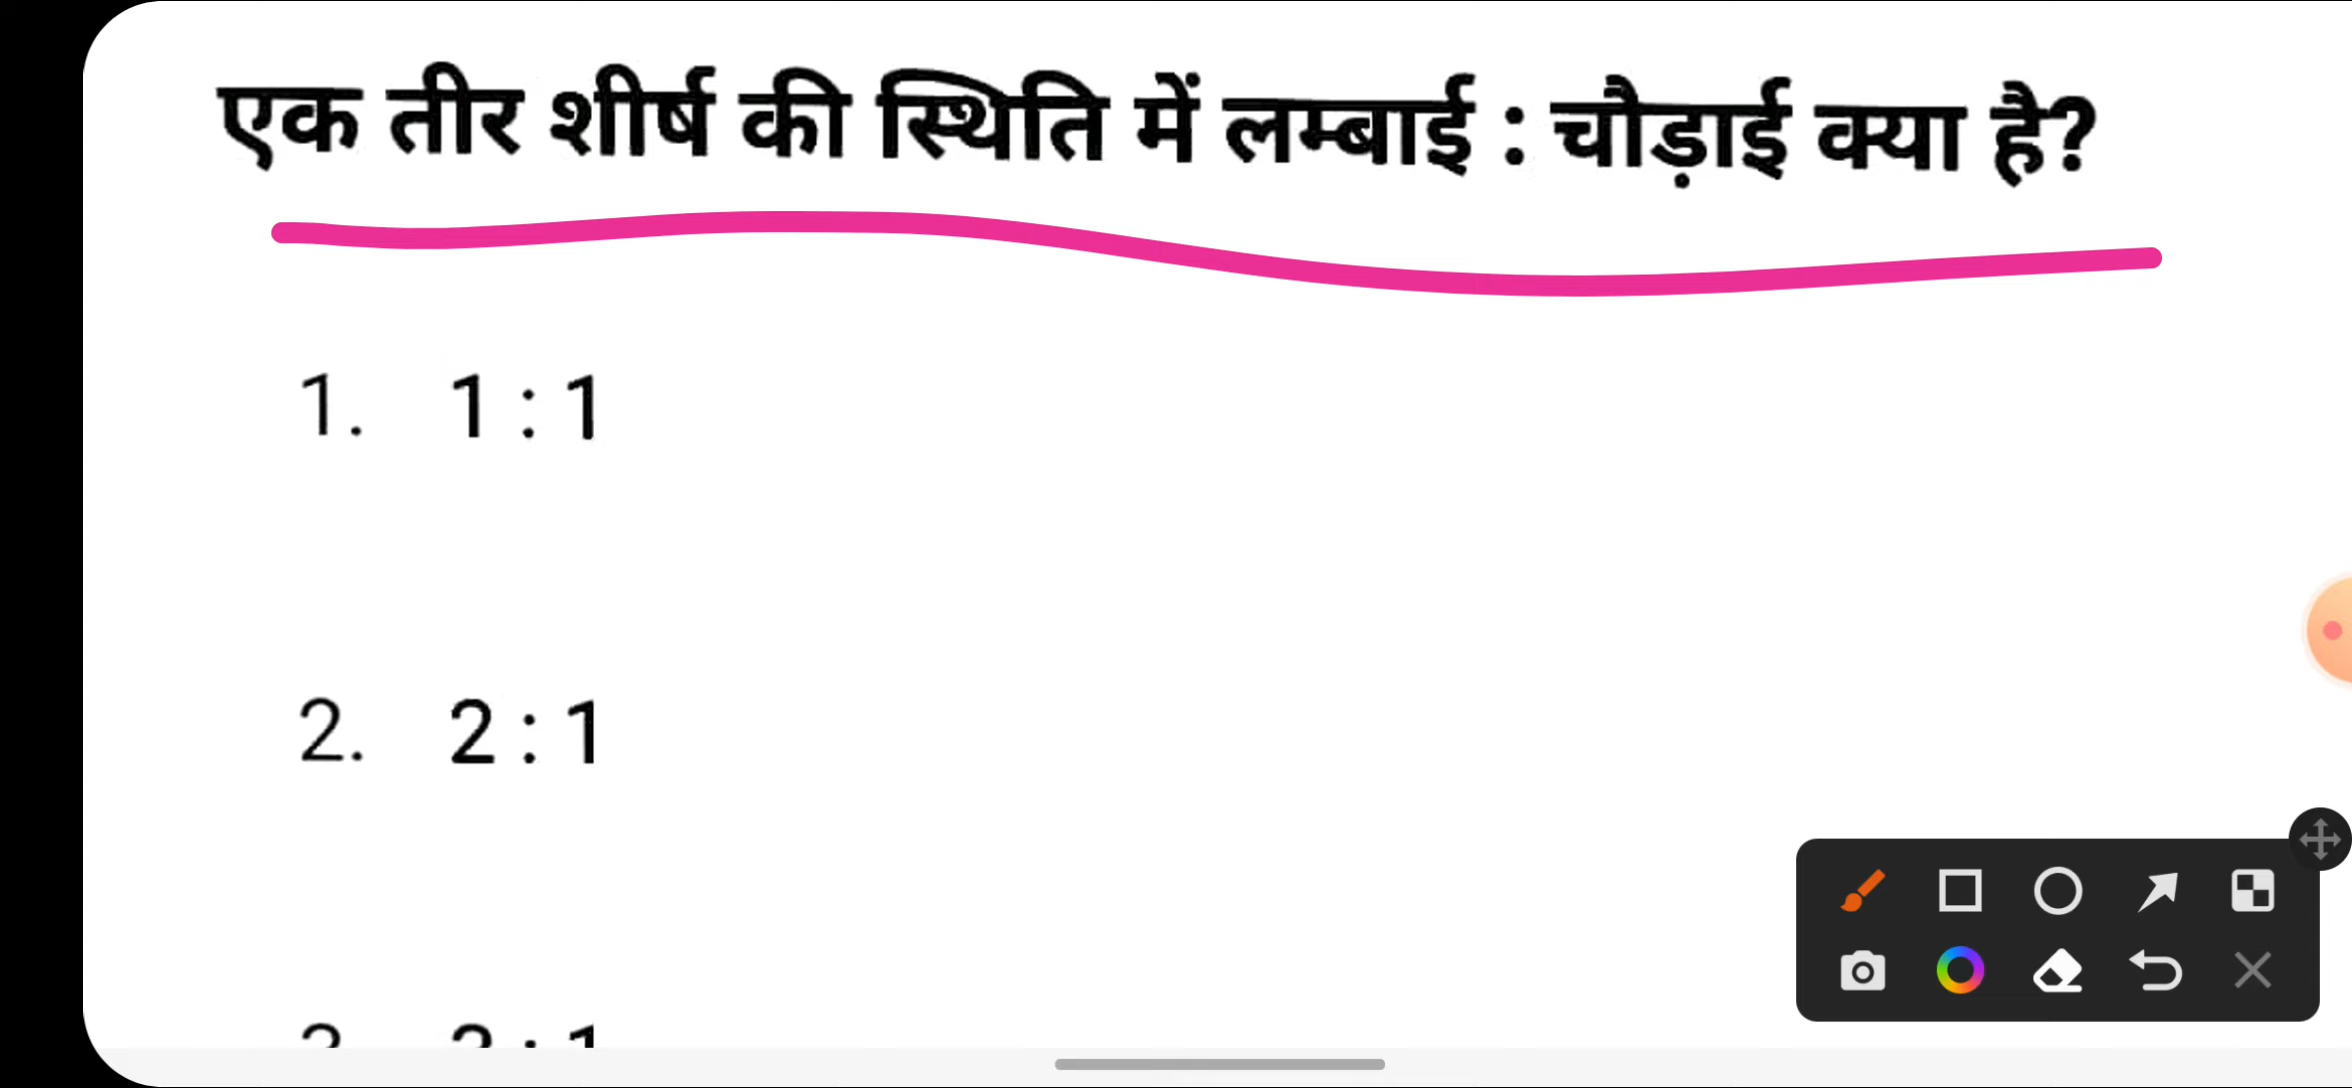 एक तीर शीर्ष की स्थिति में लम्बाई : चौड़ाई क्या है?
1. 1 : 1
2. 2 : 1